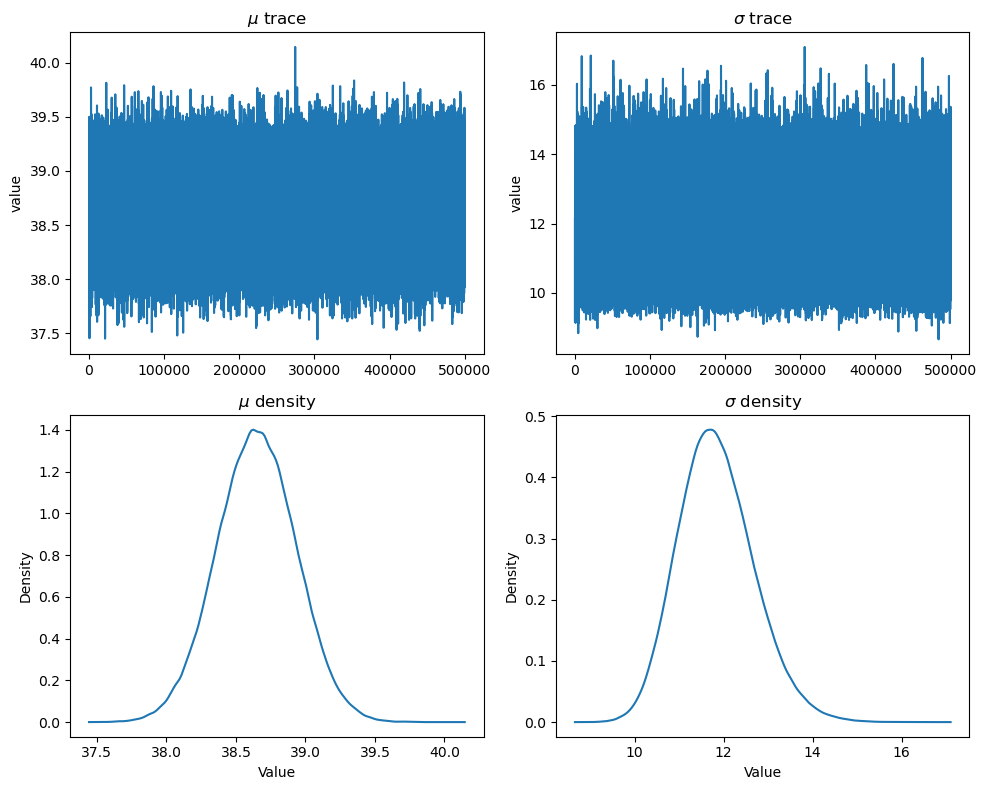 μ trace
value
40.0
39.5
39.0
38.5
38.0
37.5
0 100000 200000 300000 400000 500000
σ trace
value
16
14
12
10
0 100000 200000 300000 400000 500000
μ density
Density
1.4
1.2
1.0
0.8
0.6
0.4
0.2
0.0
37.5 38.0 38.5 39.0 39.5 40.0
Value
σ density
Density
0.5
0.4
0.3
0.2
0.1
0.0
10 12 14 16
Value